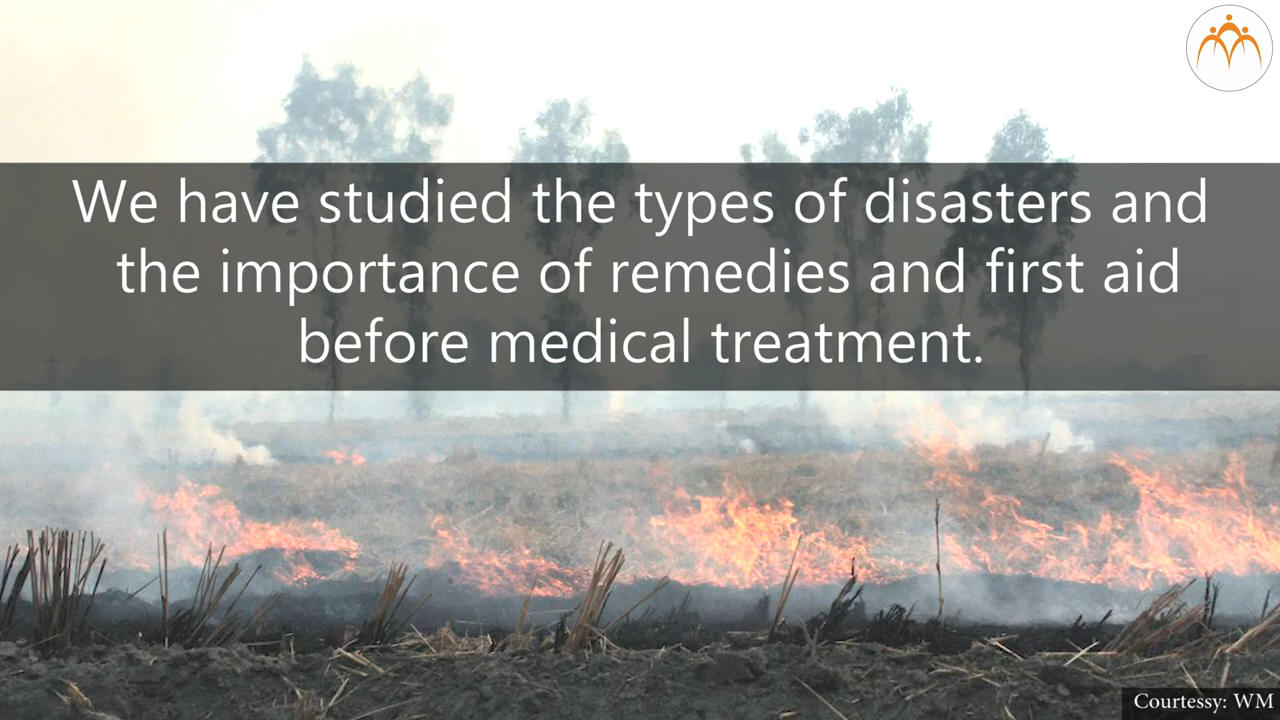 We have studied the types of disasters and
the importance of remedies and first aid
before medical treatment.
Courtessy: WM